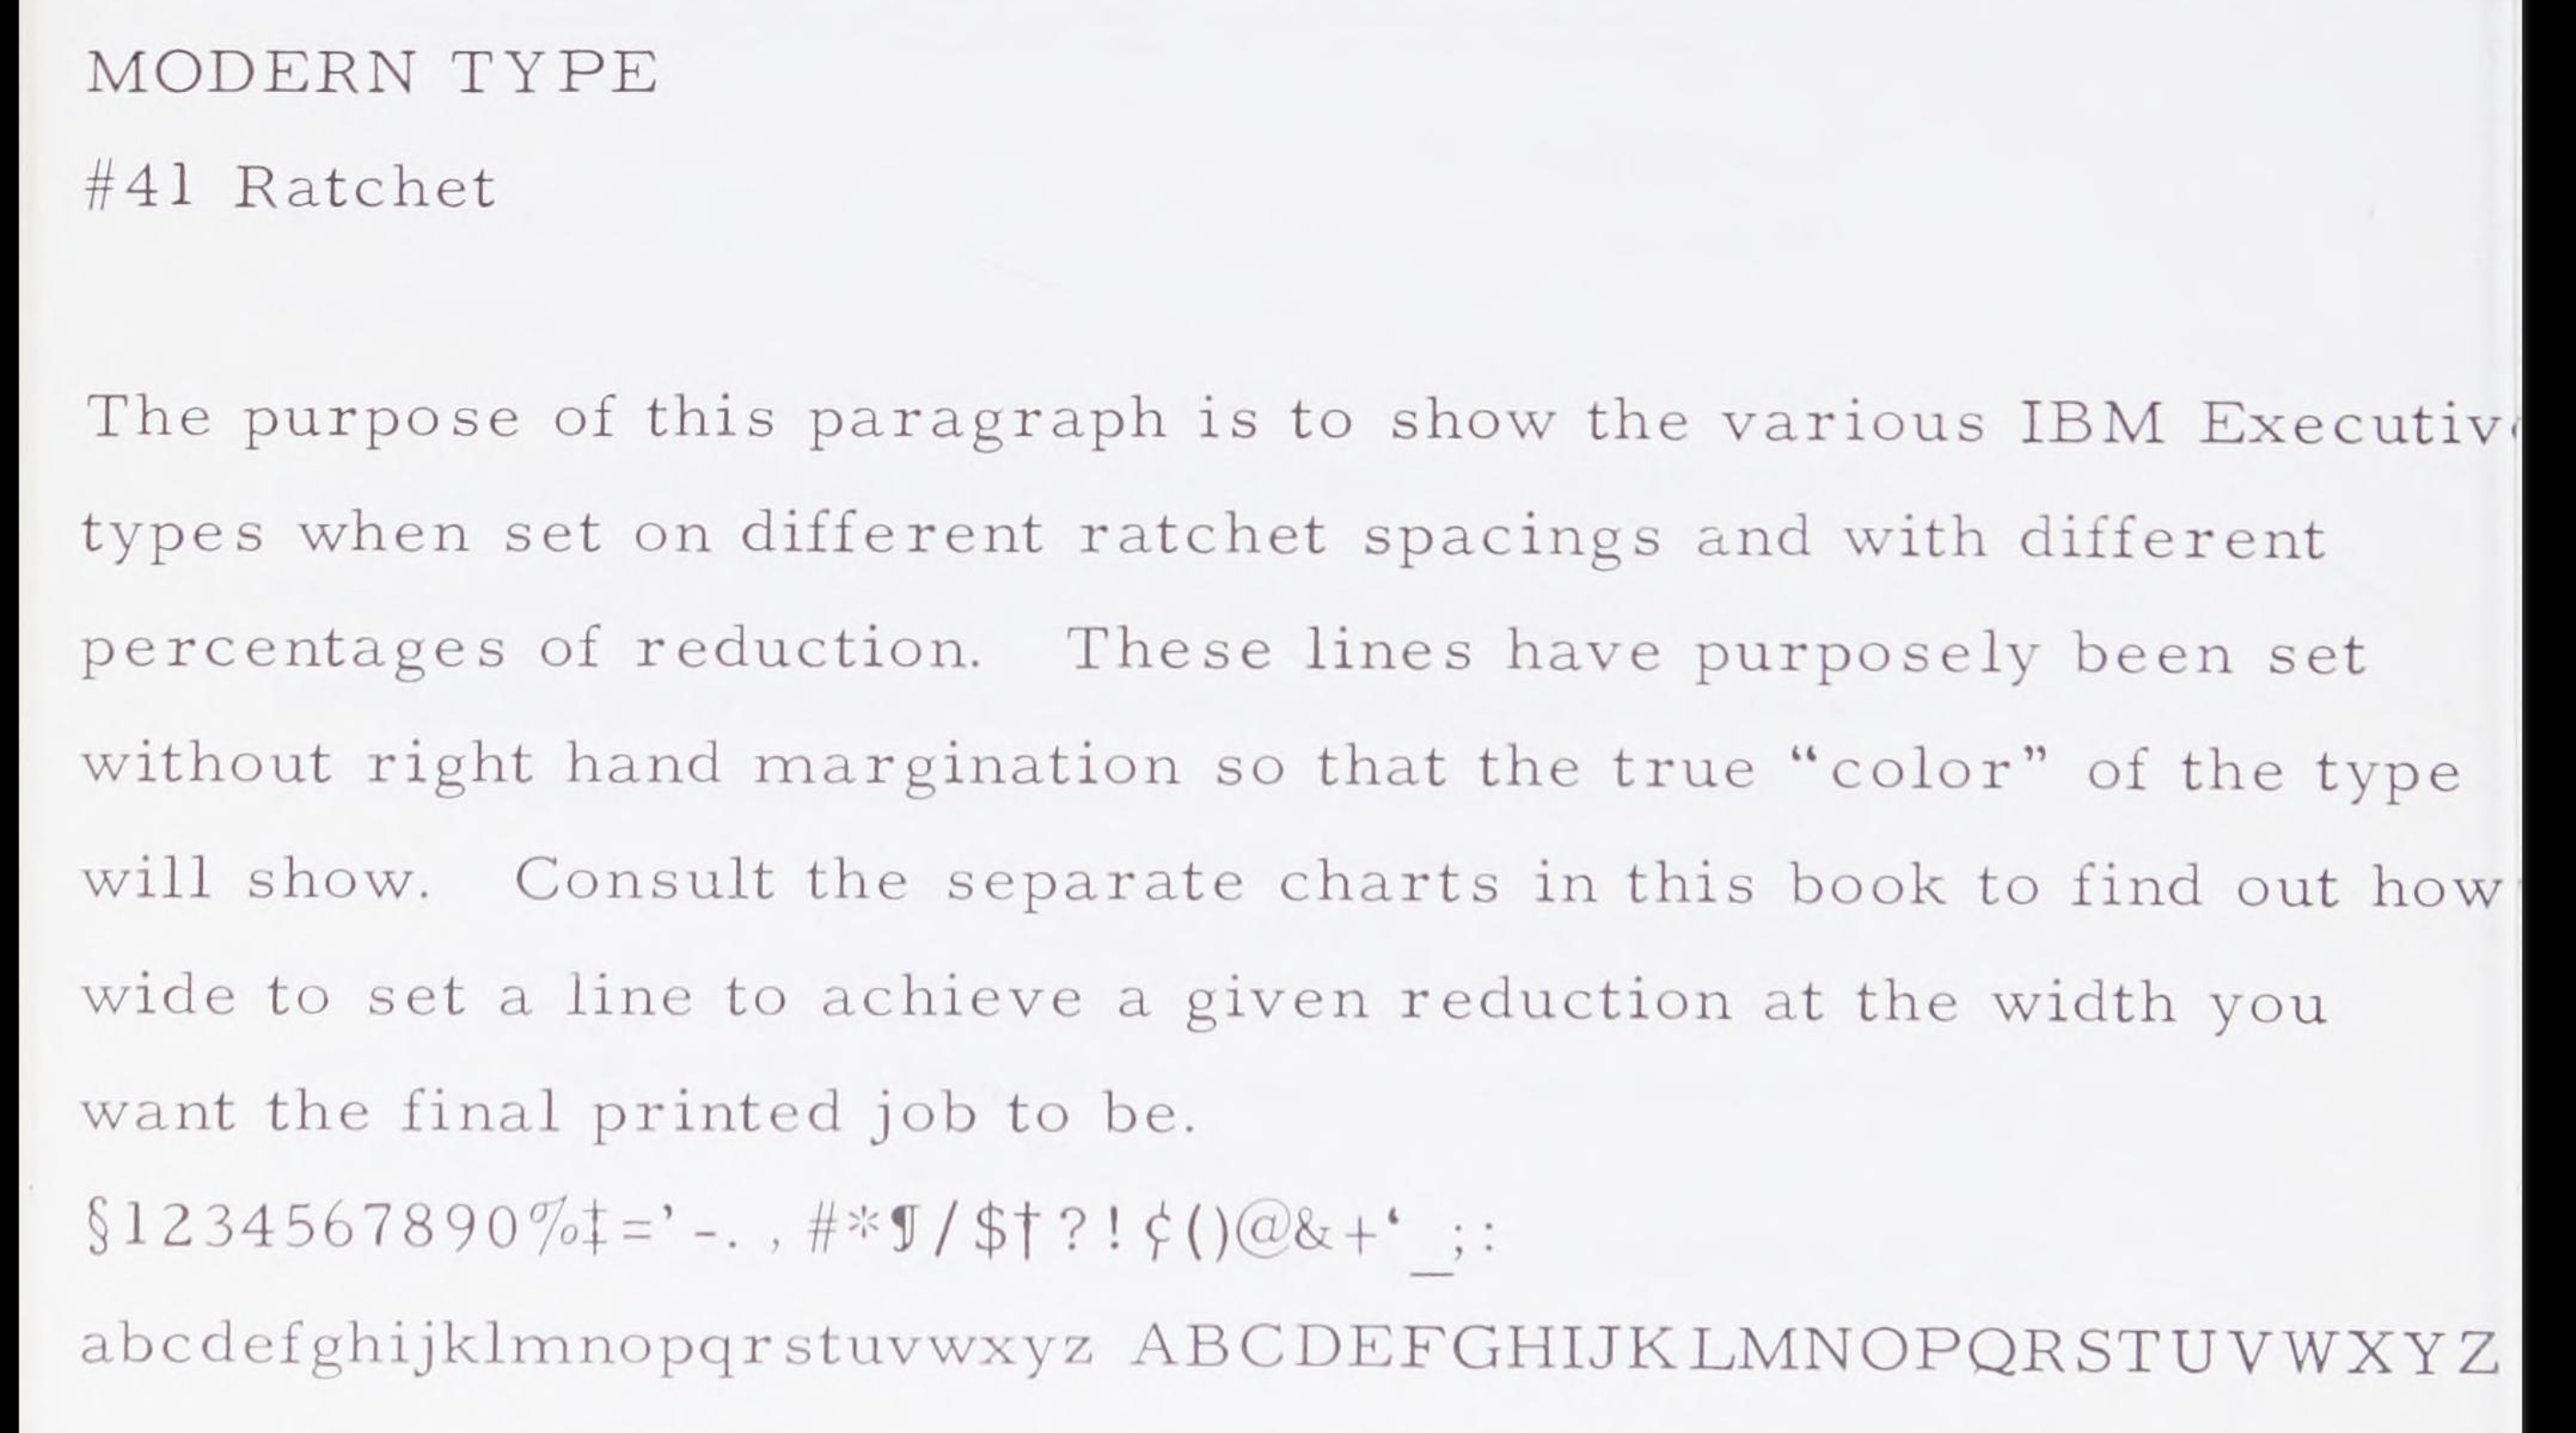 MODERN TYPE
#41 Ratchet
The purpose of this paragraph is to show the various IBM Executive
types when set on different ratchet spacings and with different
percentages of reduction.  These lines have purposely been set
without right hand margination so that the true “color” of the type
will show.  Consult the separate charts in this book to find out how
wide to set a line to achieve a given reduction at the width you
want the final printed job to be.
§1234567890%‡=’-.,#*¶/$†?!¢()@&+‘_;:
abcdefghijklmnopqrstuvwxyz ABCDEFGHIJKLMNOPQRSTUVWXYZ